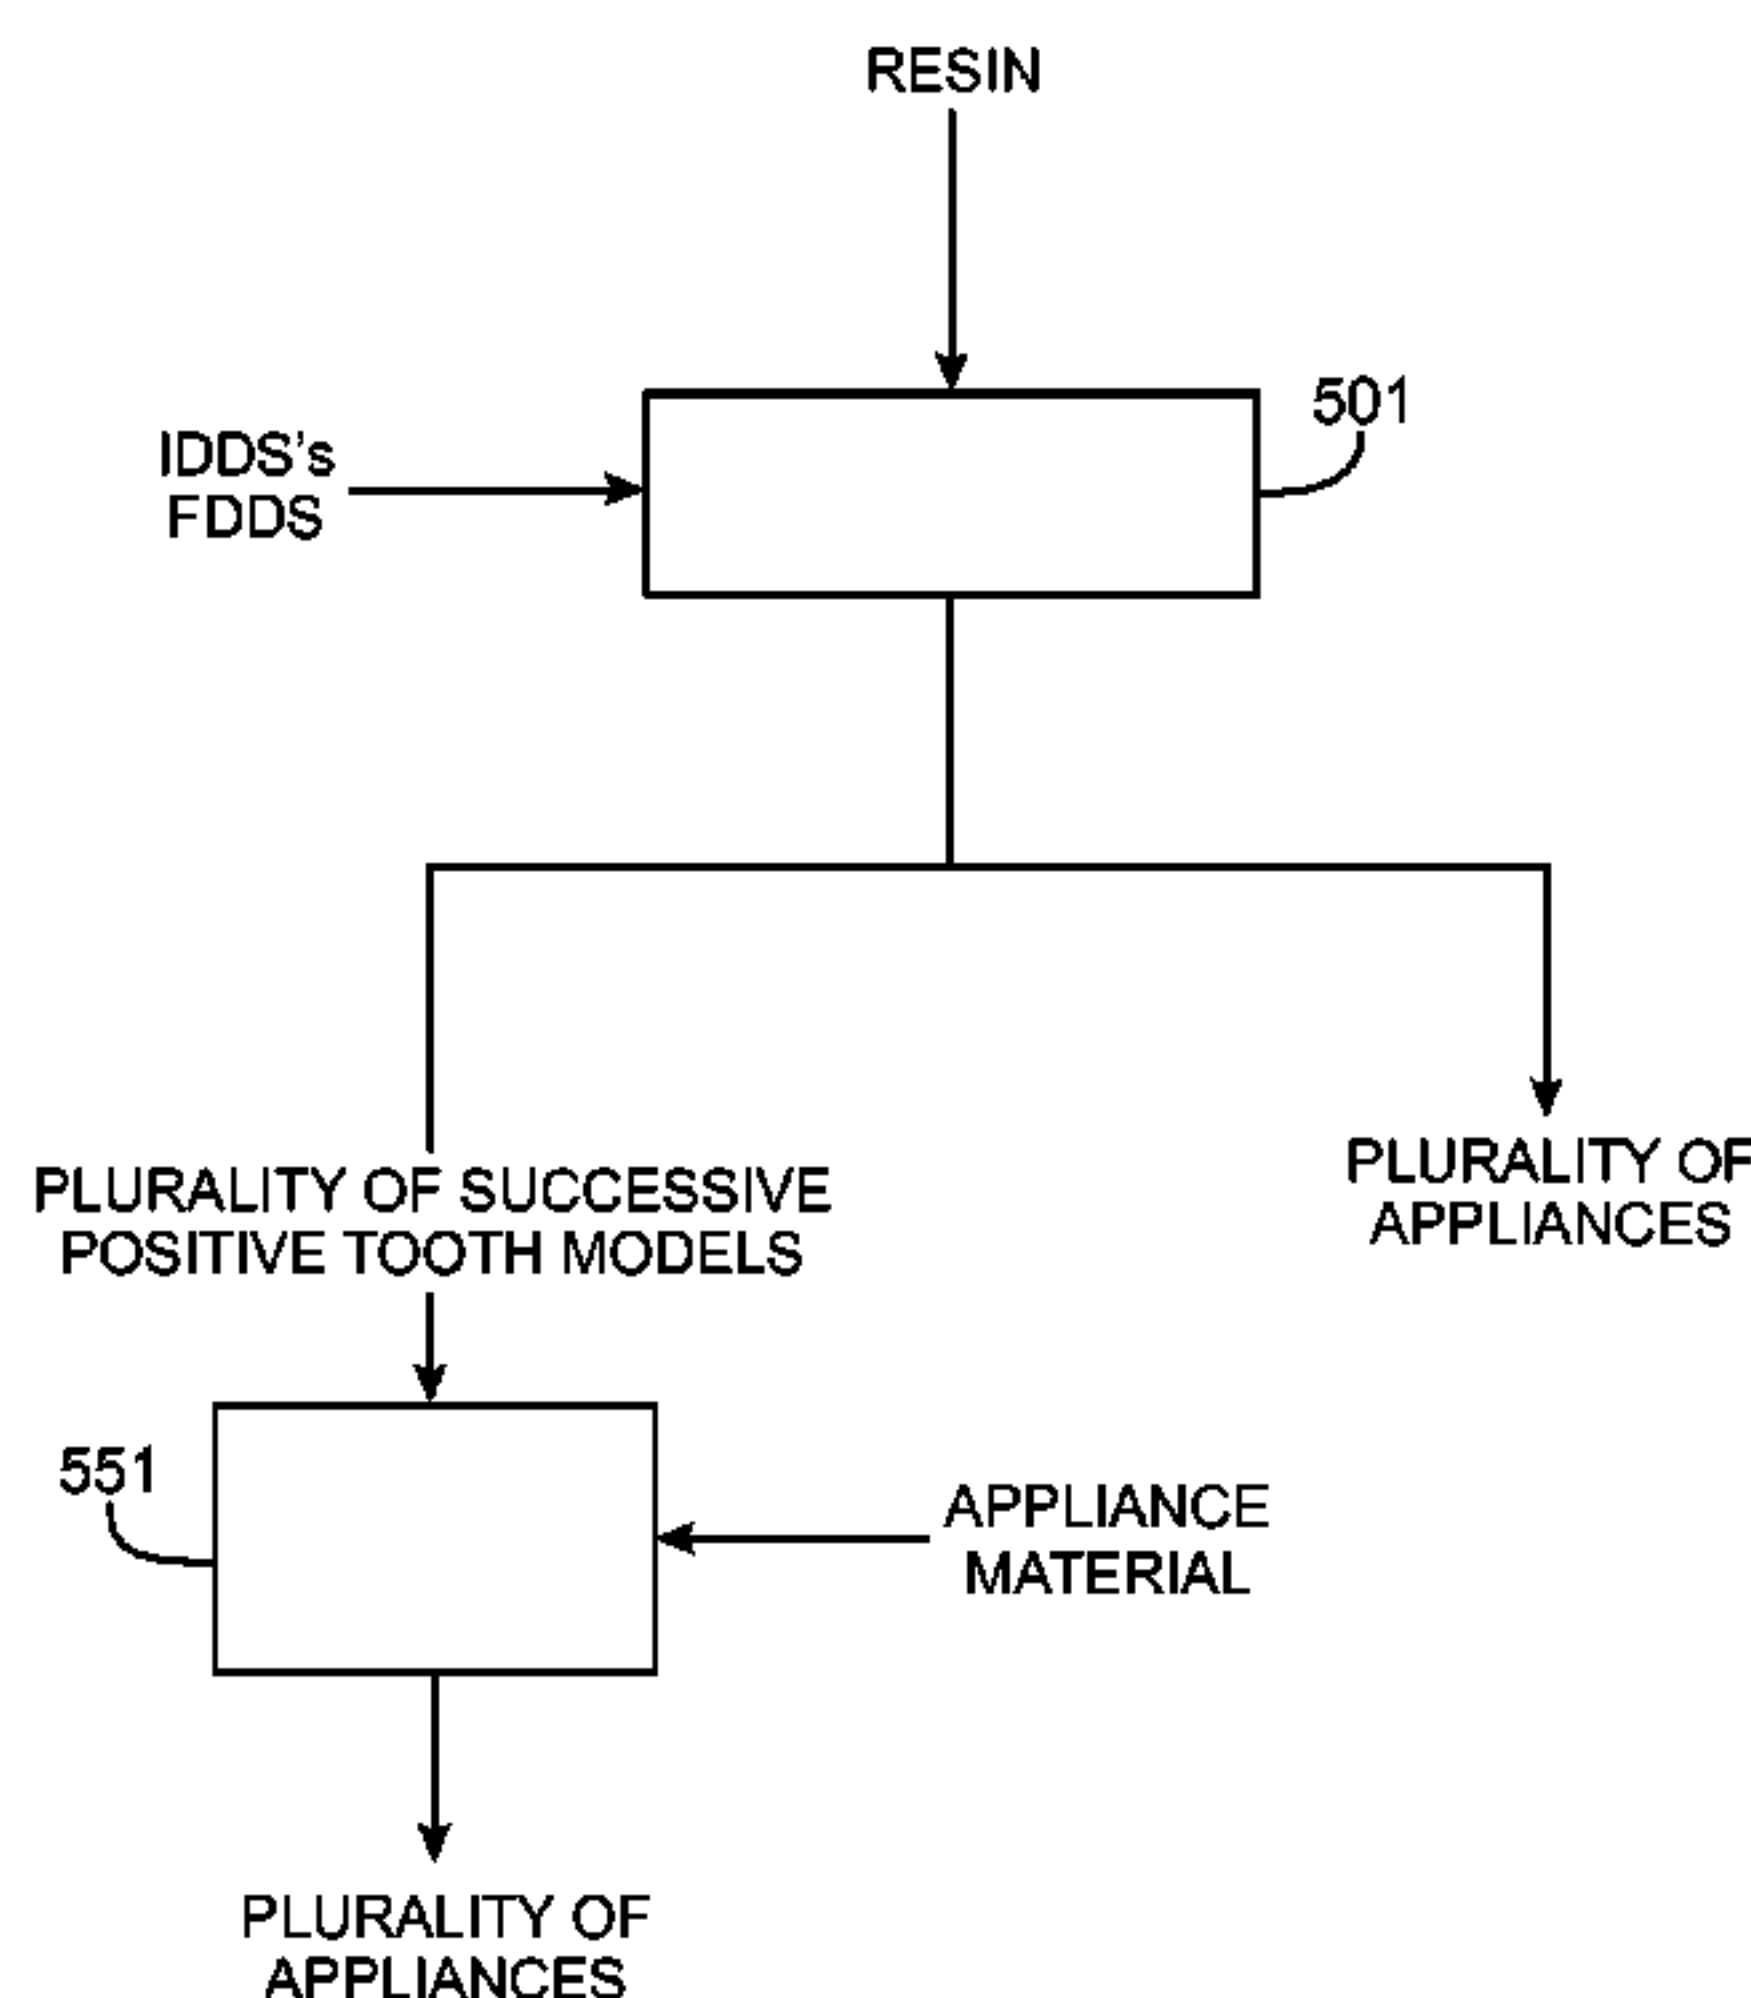 RESIN
501
IDDS's
FDDS
PLURALITY OF
APPLIANCES
PLURALITY OF SUCCESSIVE
POSITIVE TOOTH MODELS
551
APPLIANCE
MATERIAL
PLURALITY OF
APPLIANCES